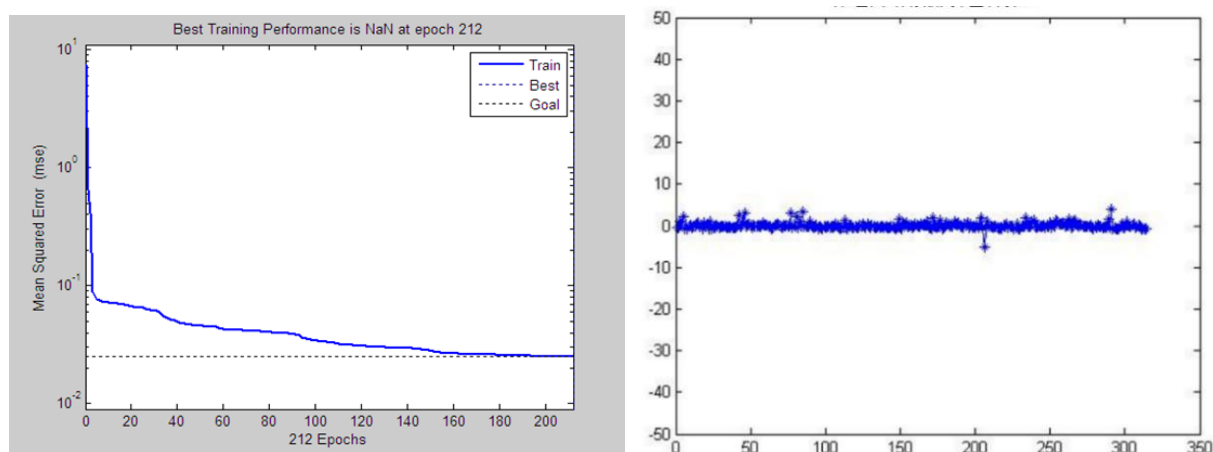 Best Training Performance is NaN at epoch 212
10^1
10^0
10^-1
10^-2
Mean Squared Error (mse)
Train
Best
Goal
0 20 40 60 80 100 120 140 160 180 200
212 Epochs
50
40
30
20
10
0
-10
-20
-30
-40
-50
0 50 100 150 200 250 300 350